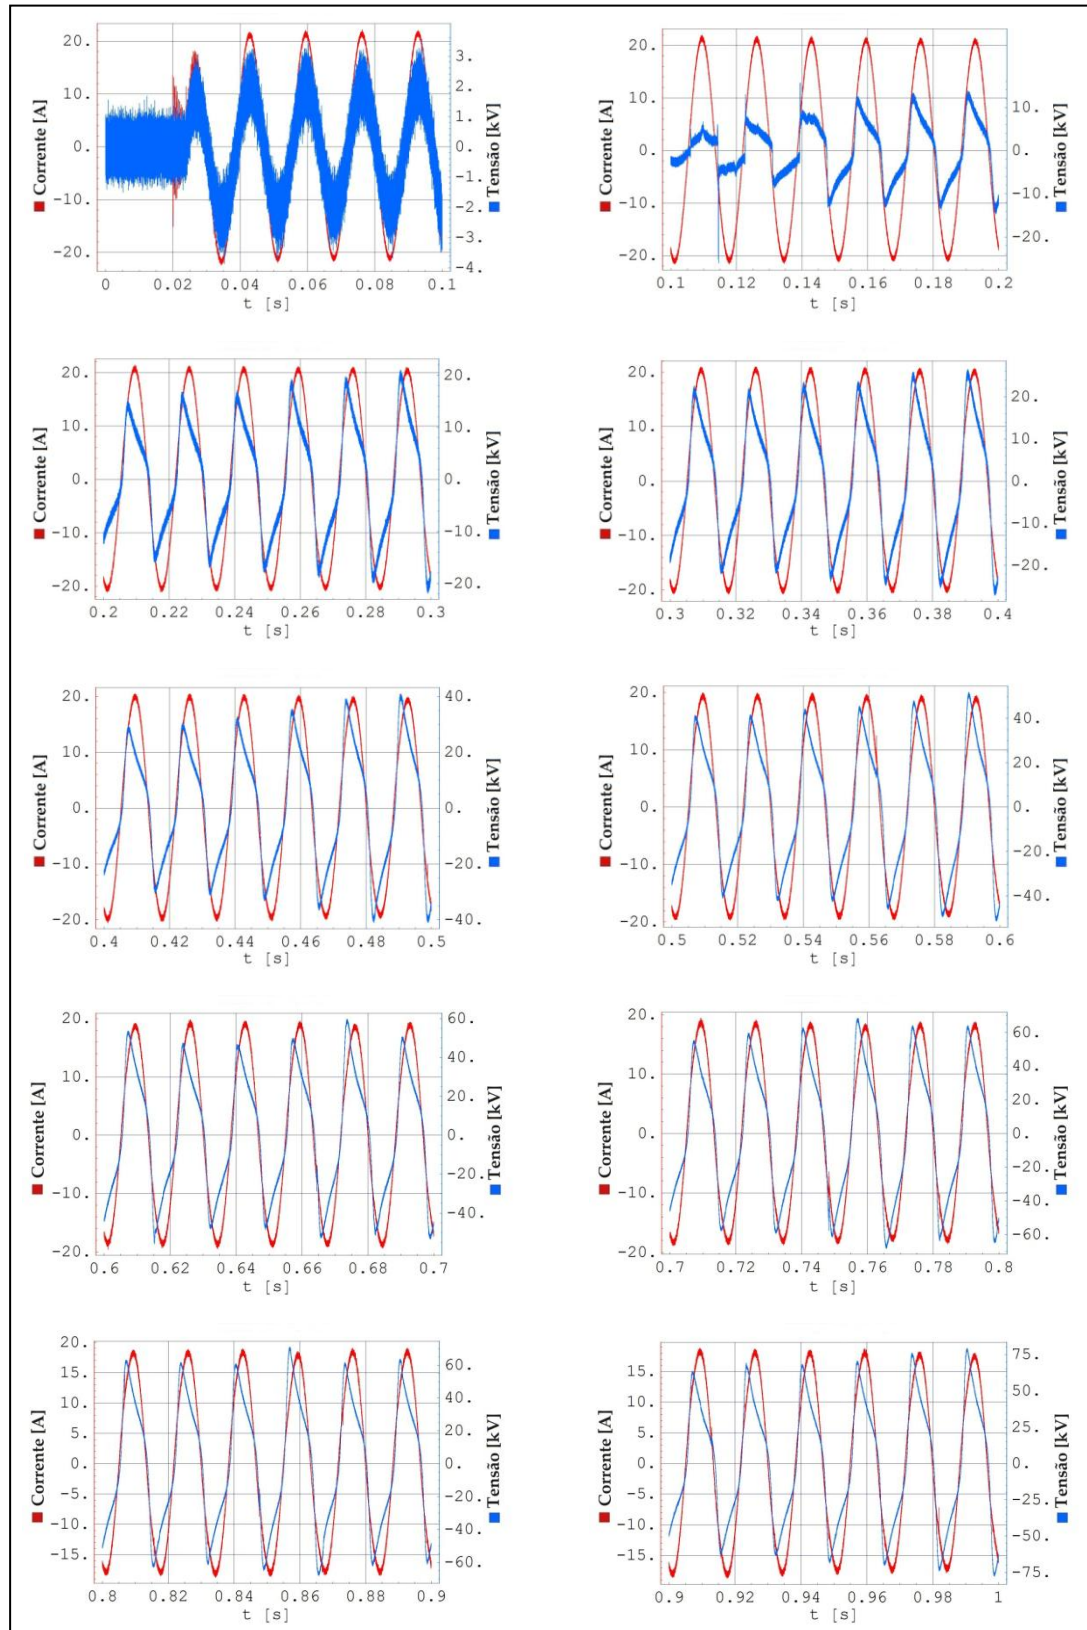 20.
10.
0.
-10.
-20.
Corrente [A]
3.
2.
1.
0.
-1.
-2.
-3.
-4.
Tensão [kV]
0 0.02 0.04 0.06 0.08 0.1
t [s]
20.
10.
0.
-10.
-20.
Corrente [A]
10.
0.
-10.
-20.
Tensão [kV]
0.1 0.12 0.14 0.16 0.18 0.2
t [s]
20.
10.
0.
-10.
-20.
Corrente [A]
20.
10.
0.
-10.
-20.
Tensão [kV]
0.2 0.22 0.24 0.26 0.28 0.3
t [s]
20.
10.
0.
-10.
-20.
Corrente [A]
20.
10.
0.
-10.
-20.
Tensão [kV]
0.3 0.32 0.34 0.36 0.38 0.4
t [s]
20.
10.
0.
-10.
-20.
Corrente [A]
40.
20.
0.
-20.
-40.
Tensão [kV]
0.4 0.42 0.44 0.46 0.48 0.5
t [s]
20.
10.
0.
-10.
-20.
Corrente [A]
40.
20.
0.
-20.
-40.
Tensão [kV]
0.5 0.52 0.54 0.56 0.58 0.6
t [s]
20.
10.
0.
-10.
-20.
Corrente [A]
60.
40.
20.
0.
-20.
-40.
Tensão [kV]
0.6 0.62 0.64 0.66 0.68 0.7
t [s]
20.
10.
0.
-10.
-20.
Corrente [A]
60.
40.
20.
0.
-20.
-40.
-60.
Tensão [kV]
0.7 0.72 0.74 0.76 0.78 0.8
t [s]
20.
15.
10.
5.
0.
-5.
-10.
-15.
Corrente [A]
60.
40.
20.
0.
-20.
-40.
-60.
Tensão [kV]
0.8 0.82 0.84 0.86 0.88 0.9
t [s]
15.
10.
5.
0.
-5.
-10.
-15.
Corrente [A]
75.
50.
25.
0.
-25.
-50.
-75.
Tensão [kV]
0.9 0.92 0.94 0.96 0.98 1
t [s]